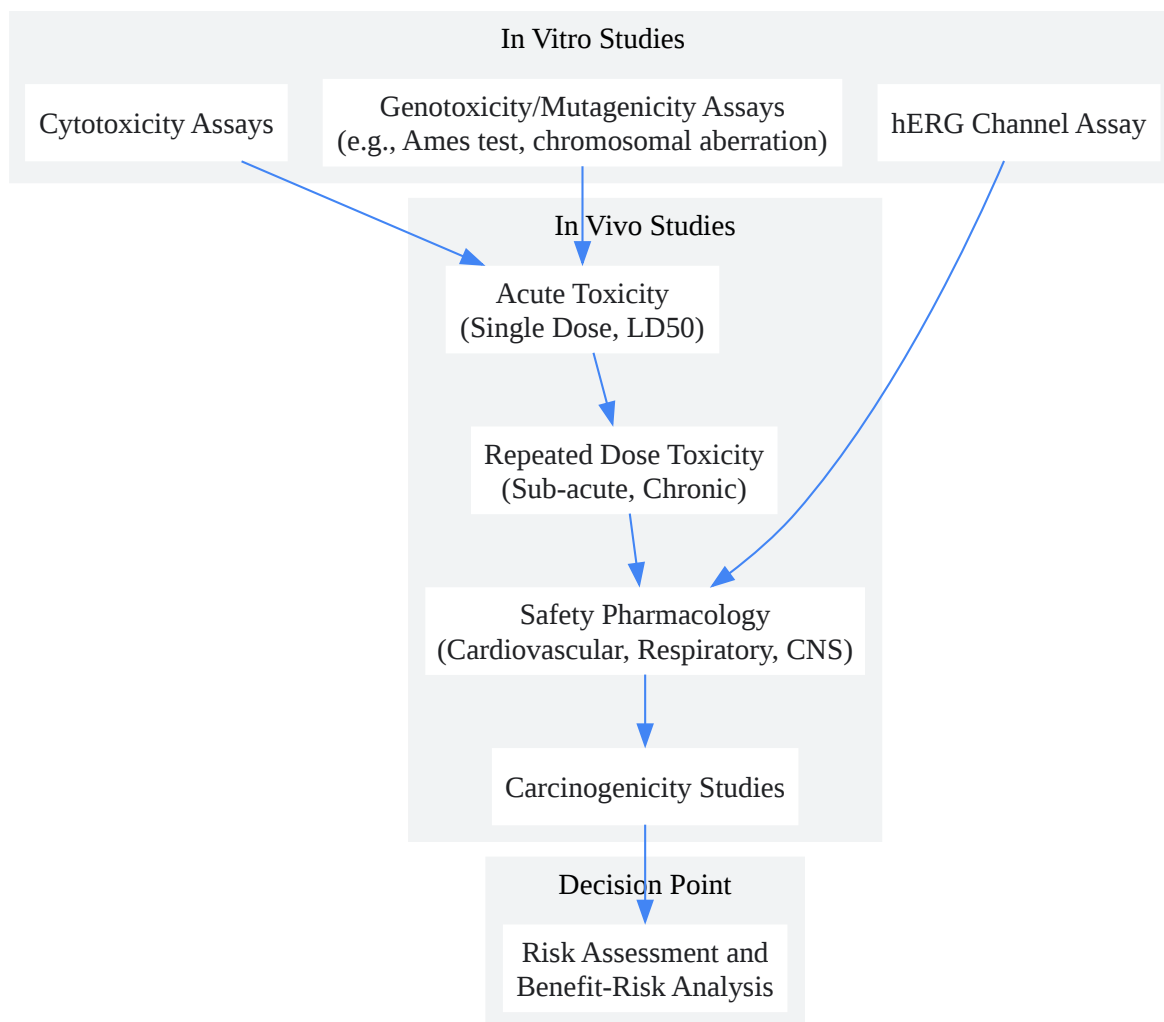 In Vitro Studies
Cytotoxicity Assays
Genotoxicity/Mutagenicity Assays
(e.g., Ames test, chromosomal aberration)
hERG Channel Assay
In Vivo Studies
Acute Toxicity
(Single Dose, LD50)
Repeated Dose Toxicity
(Sub-acute, Chronic)
Safety Pharmacology
(Cardiovascular, Respiratory, CNS)
Carcinogenicity Studies
Decision Point
Risk Assessment and
Benefit-Risk Analysis